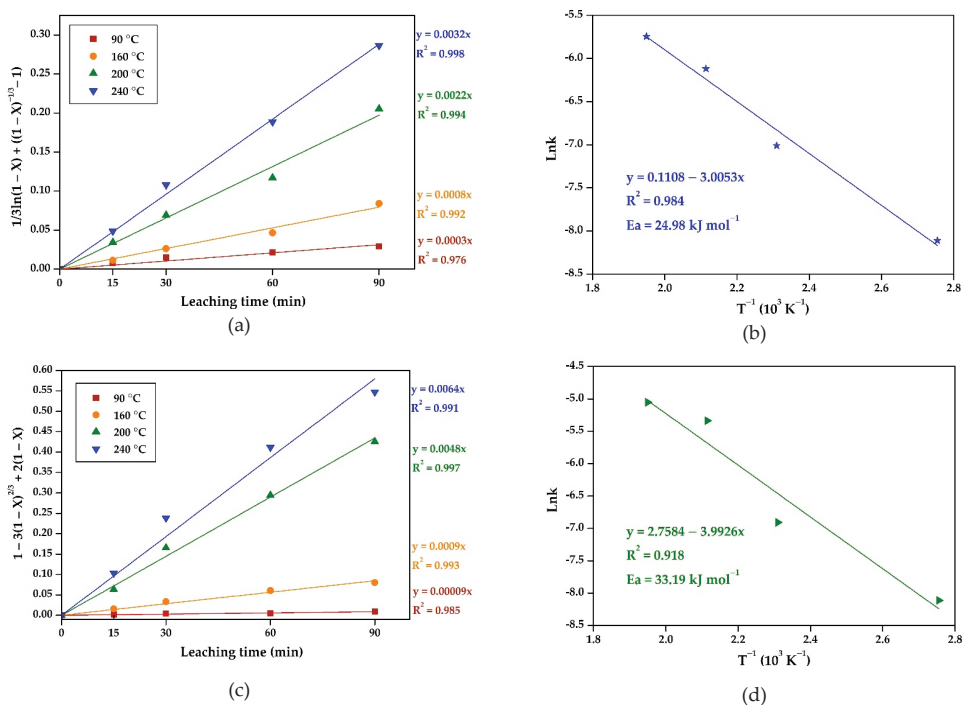 1/3ln(1 − X) + ((1 − X)^−1/3 − 1)
0.30
0.25
0.20
0.15
0.10
0.05
0.00
90 °C
160 °C
200 °C
240 °C
y = 0.0032x
R² = 0.998
y = 0.0022x
R² = 0.994
y = 0.0008x
R² = 0.992
y = 0.0003x
R² = 0.976
0 15 30 60 90
Leaching time (min)
(a)
Lnk
-5.5
-6.0
-6.5
-7.0
-7.5
-8.0
-8.5
y = 0.1108 − 3.0053x
R² = 0.984
Ea = 24.98 kJ mol⁻¹
1.8 2.0 2.2 2.4 2.6 2.8
T⁻¹ (10³ K⁻¹)
(b)
1 − 3(1 − X)^2/3 + 2(1 − X)
0.60
0.55
0.50
0.45
0.40
0.35
0.30
0.25
0.20
0.15
0.10
0.05
0.00
90 °C
160 °C
200 °C
240 °C
y = 0.0064x
R² = 0.991
y = 0.0048x
R² = 0.997
y = 0.0009x
R² = 0.993
y = 0.00009x
R² = 0.985
0 15 30 60 90
Leaching time (min)
(c)
Lnk
-4.5
-5.0
-5.5
-6.0
-6.5
-7.0
-7.5
-8.0
-8.5
y = 2.7584 − 3.9926x
R² = 0.918
Ea = 33.19 kJ mol⁻¹
1.8 2.0 2.2 2.4 2.6 2.8
T⁻¹ (10³ K⁻¹)
(d)